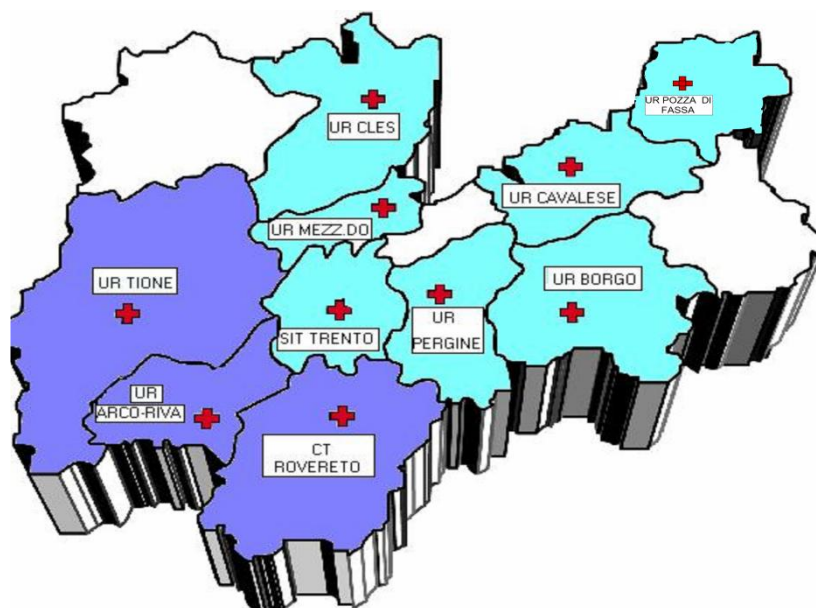 UR POZZA DI
FASSA
UR CLES
UR CAVALESE
UR MEZZ.DO
UR TIONE
UR BORGO
SIT TRENTO
UR
PERGINE
UR
ARCO-RIVA
CT
ROVERETO